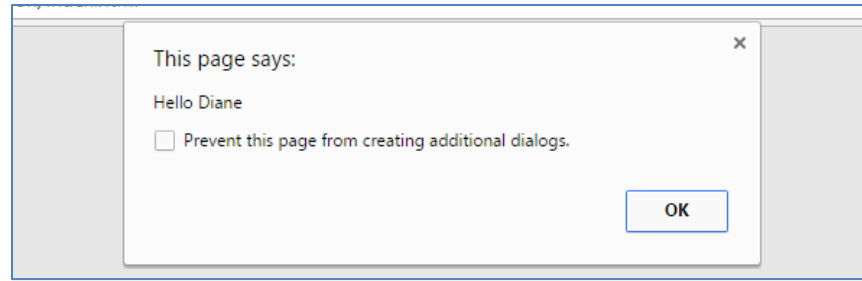 This page says:
Hello Diane
Prevent this page from creating additional dialogs.
OK